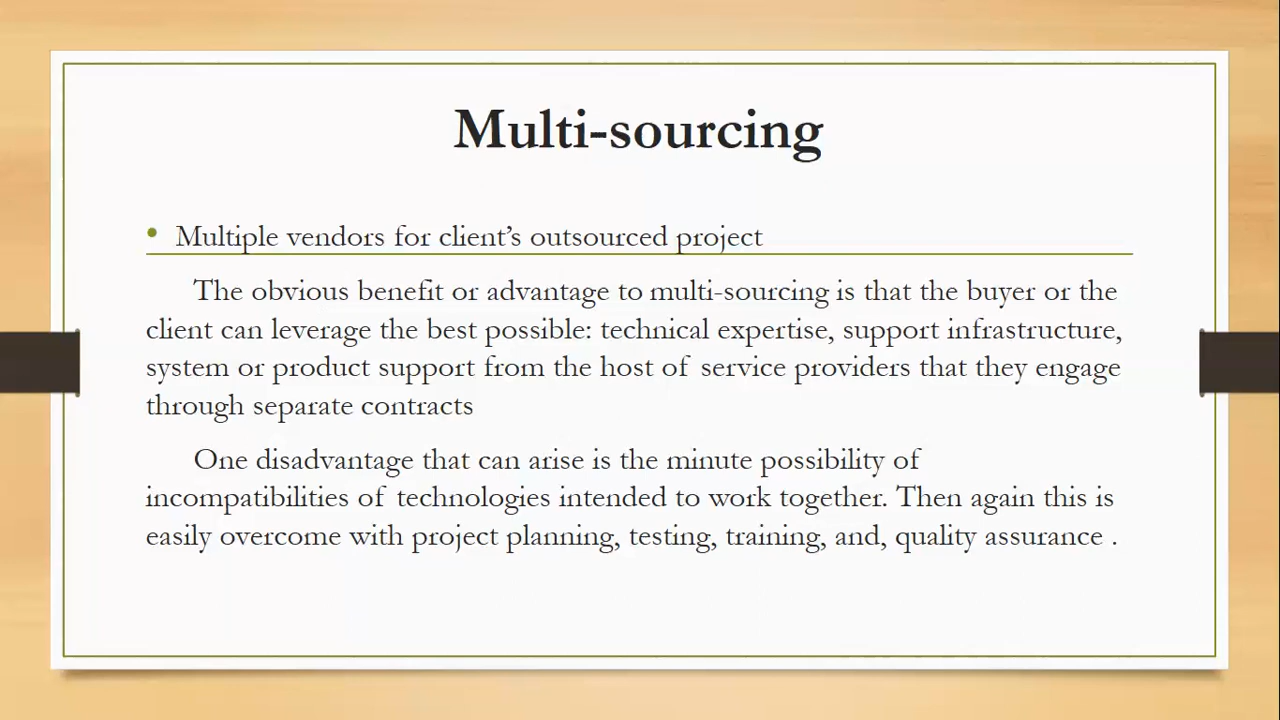 Multi-sourcing
• Multiple vendors for client’s outsourced project
The obvious benefit or advantage to multi-sourcing is that the buyer or the
client can leverage the best possible: technical expertise, support infrastructure,
system or product support from the host of service providers that they engage
through separate contracts
One disadvantage that can arise is the minute possibility of
incompatibilities of technologies intended to work together. Then again this is
easily overcome with project planning, testing, training, and, quality assurance .